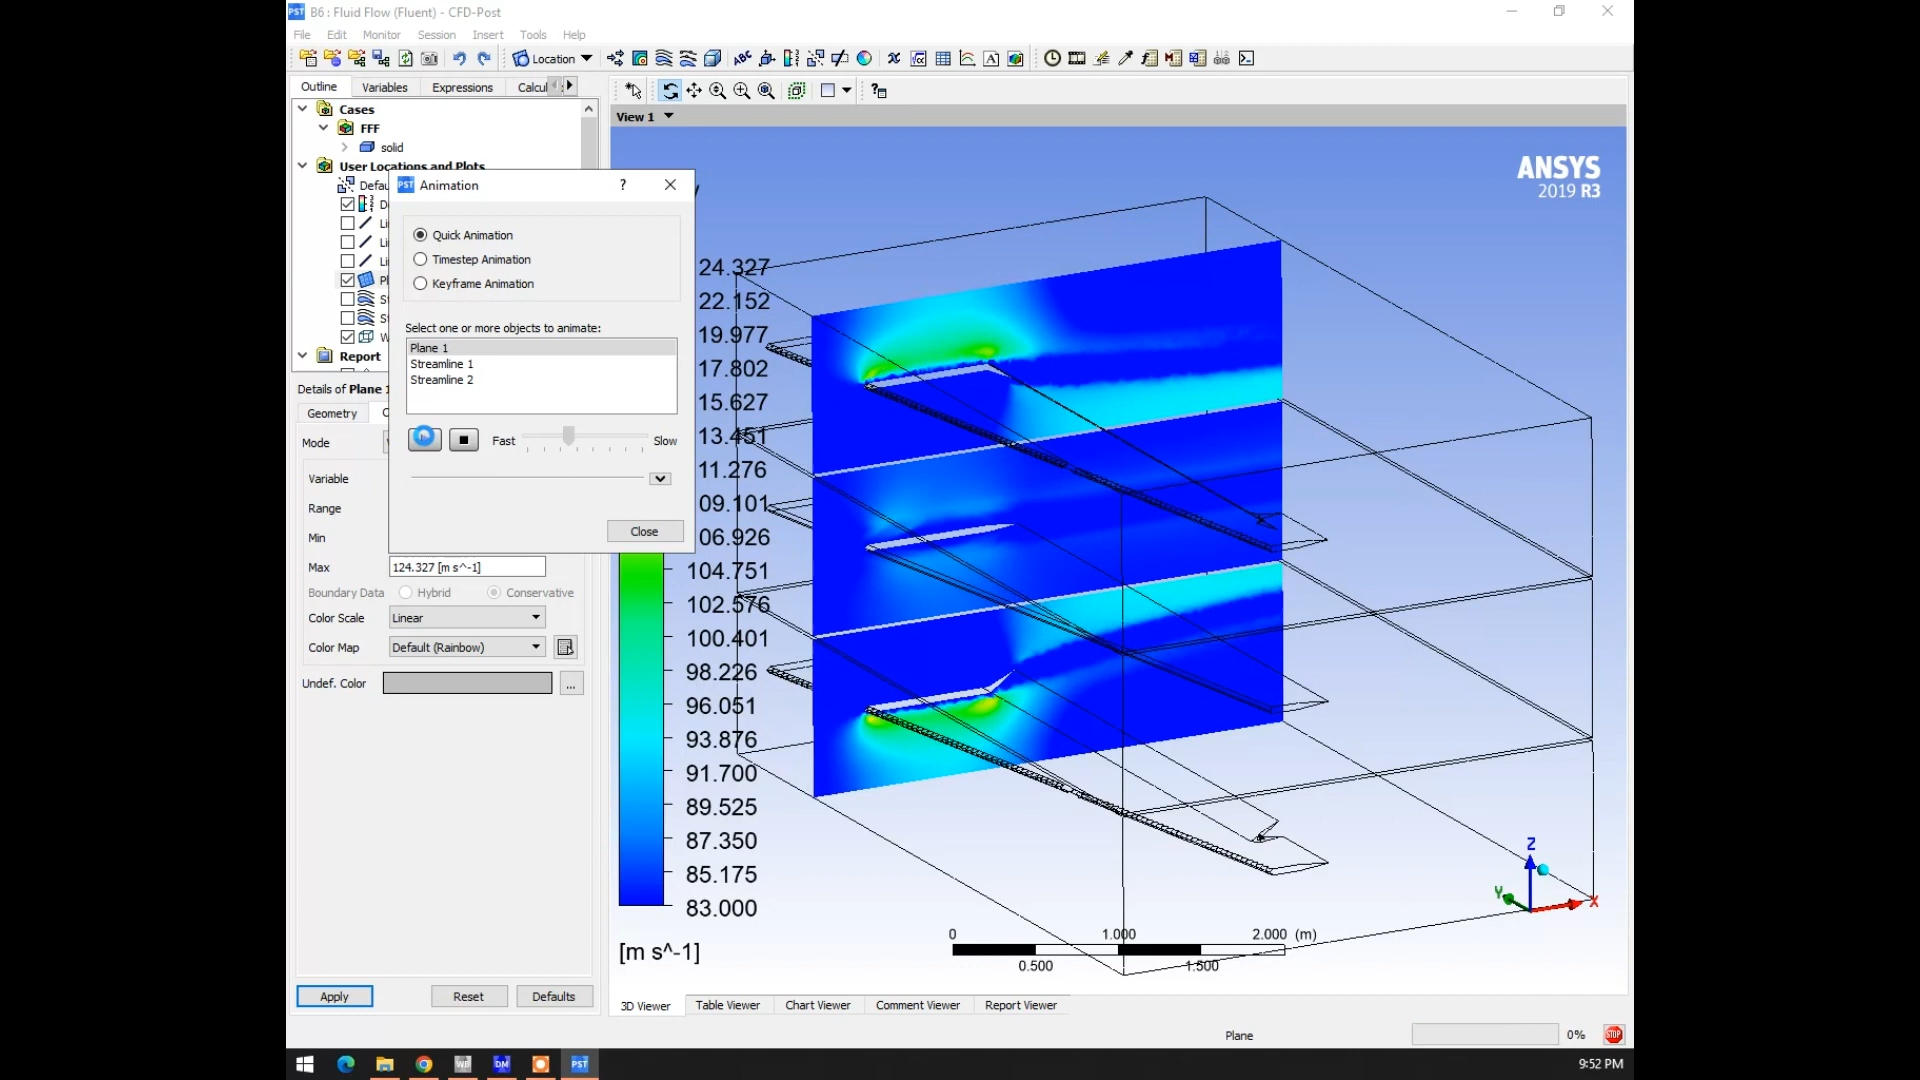 B6 : Fluid Flow (Fluent) - CFD-Post
File Edit Monitor Session Insert Tools Help
Location
Outline Variables Expressions
View 1
Cases
FFF
solid
User Locations and Plots
Report
PST Animation ? 
Quick Animation
Timestep Animation
Keyframe Animation
Select one or more objects to animate:
Plane 1
Streamline 1
Streamline 2
Fast Slow
Close
Details of Plane 1
Geometry
Mode
Variable
Range
Min
Max 124.327 [m s^-1]
Boundary Data Hybrid Conservative
Color Scale Linear
Color Map Default (Rainbow)
Undef. Color ...
Apply Reset Defaults
ANSYS
2019 R3
24.327
22.152
19.977
17.802
15.627
13.451
11.276
09.101
06.926
104.751
102.576
100.401
98.226
96.051
93.876
91.700
89.525
87.350
85.175
83.000
[m s^-1]
0 1.000 2.000 (m)
0.500 1.500
Z
Y
X
3D Viewer Table Viewer Chart Viewer Comment Viewer Report Viewer
Plane 0% STOP
PST
9:52 PM